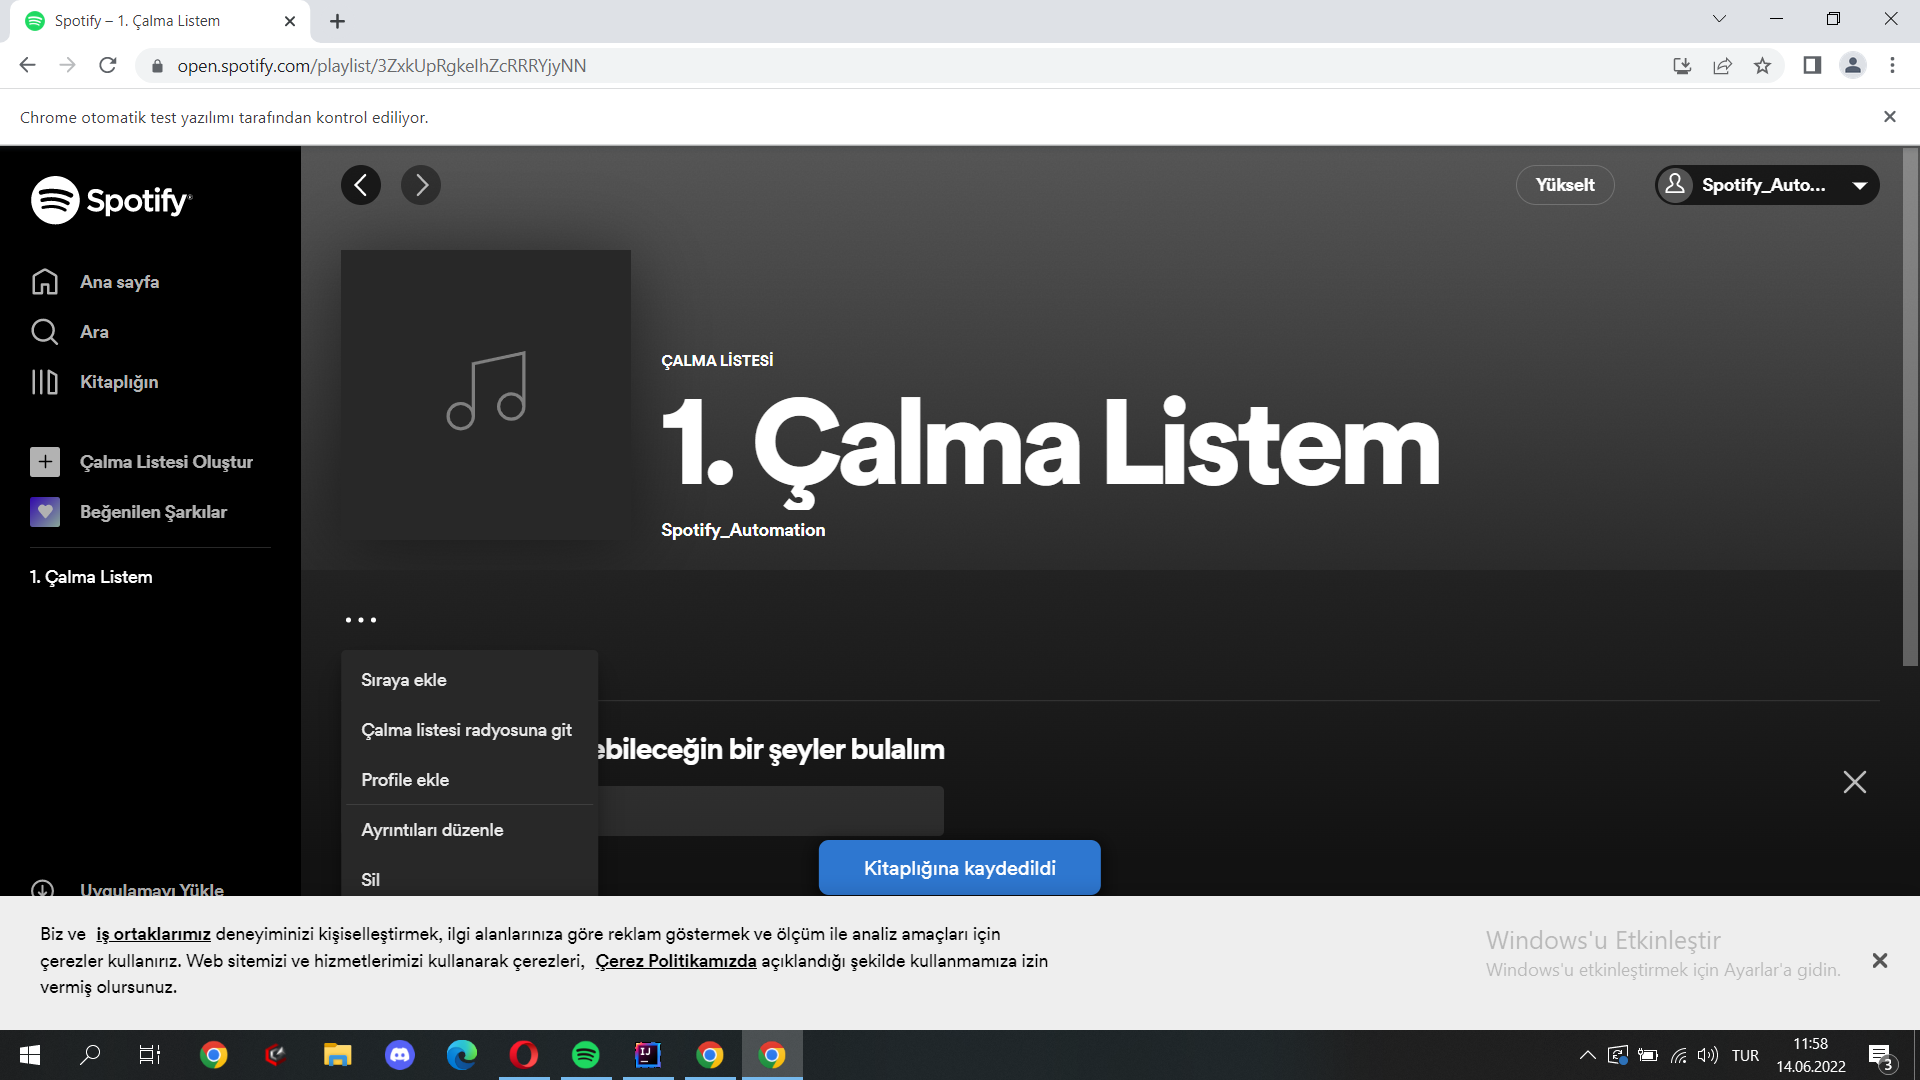 Spotify – 1. Çalma Listem
open.spotify.com/playlist/3ZxkUpRgkeIhZcRRRYjyNN
Chrome otomatik test yazılımı tarafından kontrol ediliyor.
Spotify
Yükselt
Spotify_Auto...
Ana sayfa
Ara
Kitaplığın
Çalma Listesi Oluştur
Beğenilen Şarkılar
1. Çalma Listem
ÇALMA LİSTESİ
1. Çalma Listem
Spotify_Automation
Sıraya ekle
Çalma listesi radyosuna git
Profile ekle
Ayrıntıları düzenle
Sil
ebileceğin bir şeyler bulalım
Kitaplığına kaydedildi
Uygulamayı Yükle
Biz ve iş ortaklarımız deneyiminizi kişiselleştirmek, ilgi alanlarınıza göre reklam göstermek ve ölçüm ile analiz amaçları için
çerezler kullanırız. Web sitemizi ve hizmetlerimizi kullanarak çerezleri, Çerez Politikamızda açıklandığı şekilde kullanmamıza izin
vermiş olursunuz.
Windows'u Etkinleştir
Windows'u etkinleştirmek için Ayarlar'a gidin.
IJ
TUR
11:58
14.06.2022
3